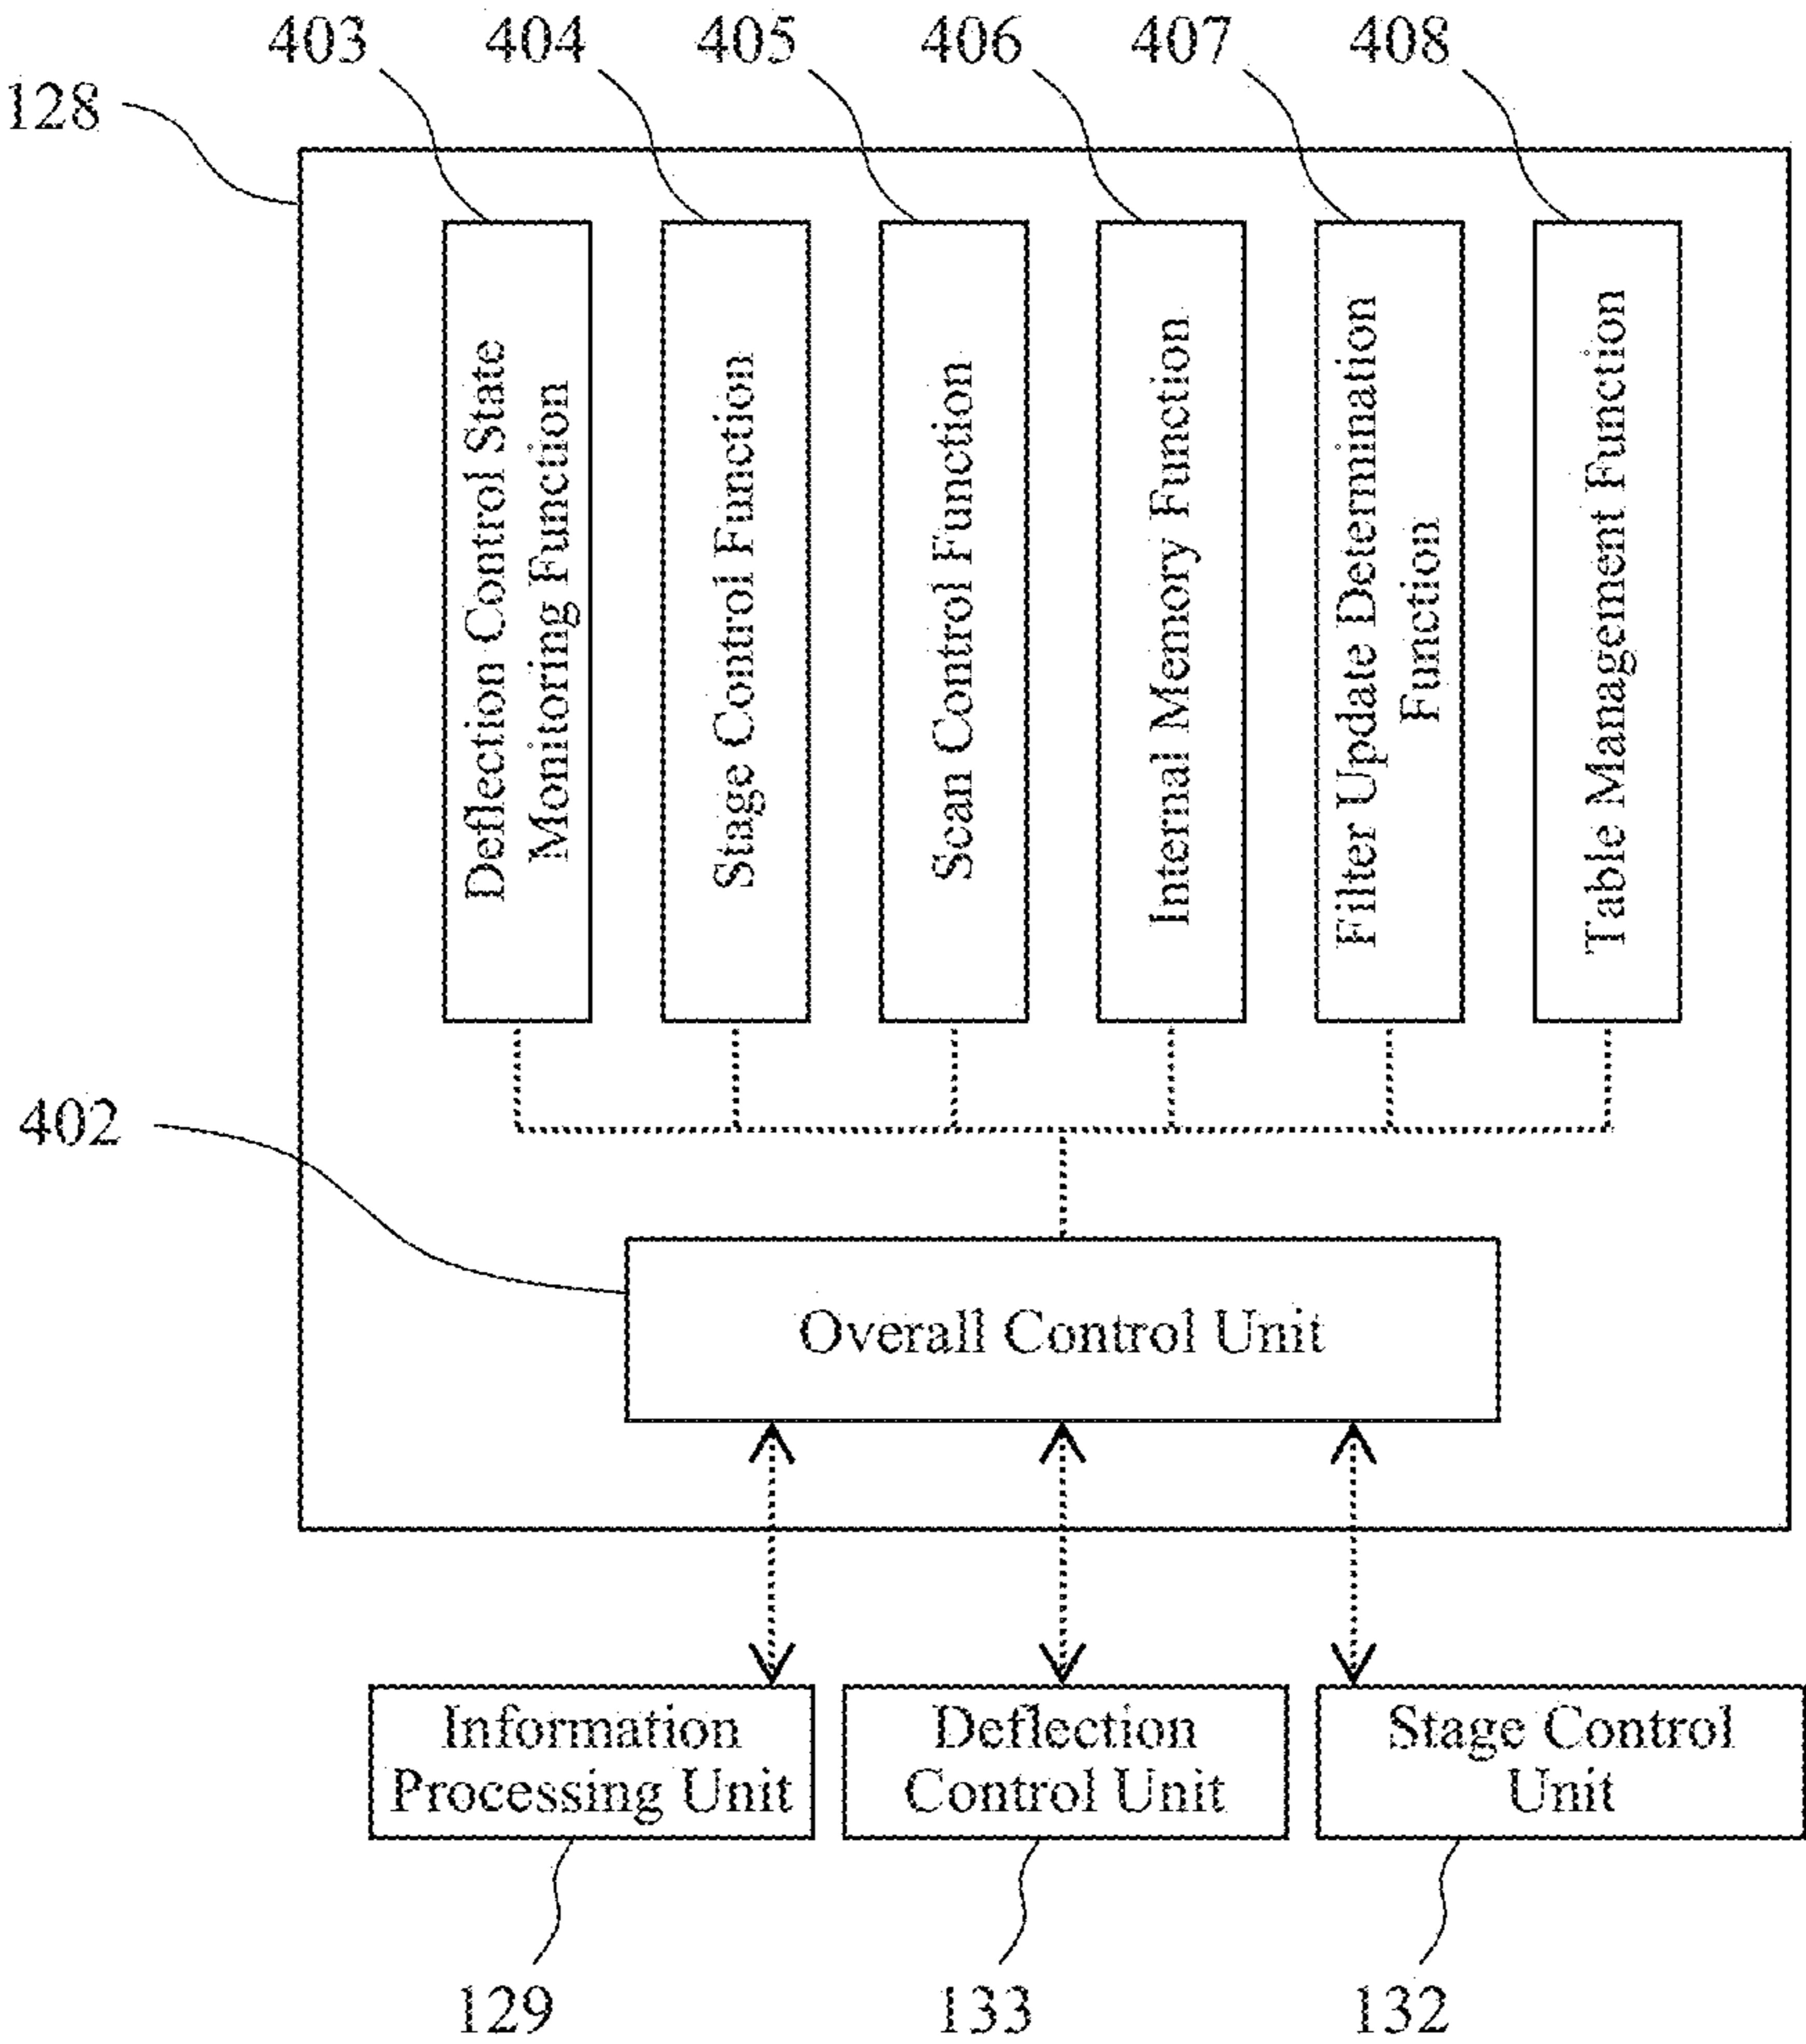 403 404 405 406 407 408
128
Deflection Control State
Monitoring Function
Stage Control Function
Scan Control Function
Internal Memory Function
Filter Update Determination
Function
Table Management Function
402
Overall Control Unit
Information
Processing Unit
Deflection
Control Unit
Stage Control
Unit
129 133 132